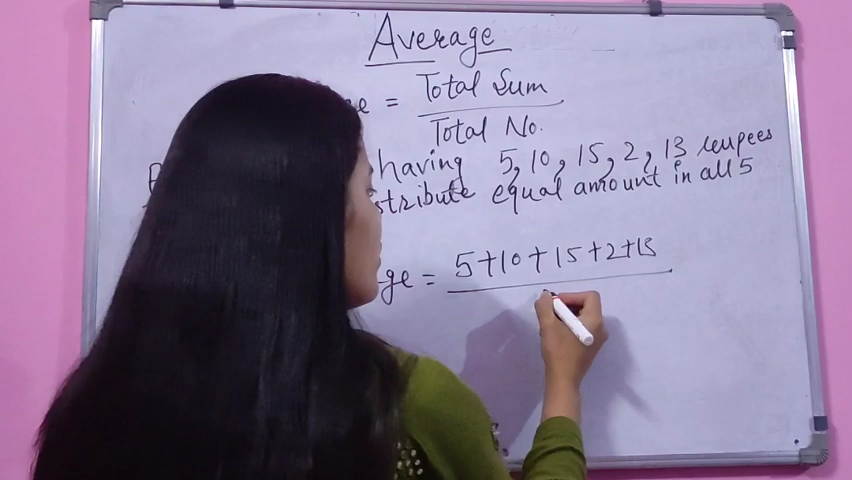 Average
= Total Sum
Total No.
having 5, 10, 15, 2, 13 rupees
stribute equal amount in all 5
ge = 5+10+15+2+13